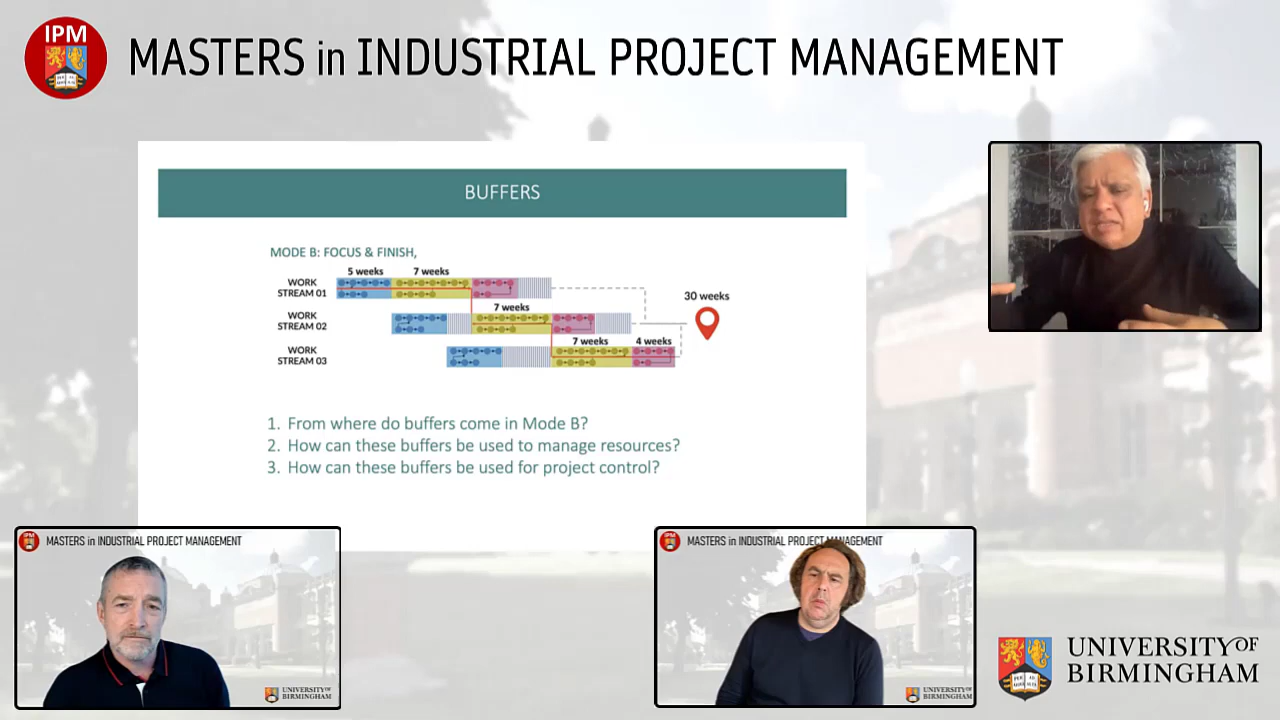 IPM
MASTERS in INDUSTRIAL PROJECT MANAGEMENT
BUFFERS
MODE B: FOCUS & FINISH,
5 weeks 7 weeks
WORK
STREAM 01
7 weeks
WORK
STREAM 02
30 weeks
7 weeks 4 weeks
WORK
STREAM 03
1. From where do buffers come in Mode B?
2. How can these buffers be used to manage resources?
3. How can these buffers be used for project control?
IPM
MASTERS in INDUSTRIAL PROJECT MANAGEMENT
UNIVERSITY OF
BIRMINGHAM
IPM
MASTERS in INDUSTRIAL PROJECT MANAGEMENT
UNIVERSITY OF
BIRMINGHAM
UNIVERSITY OF
BIRMINGHAM